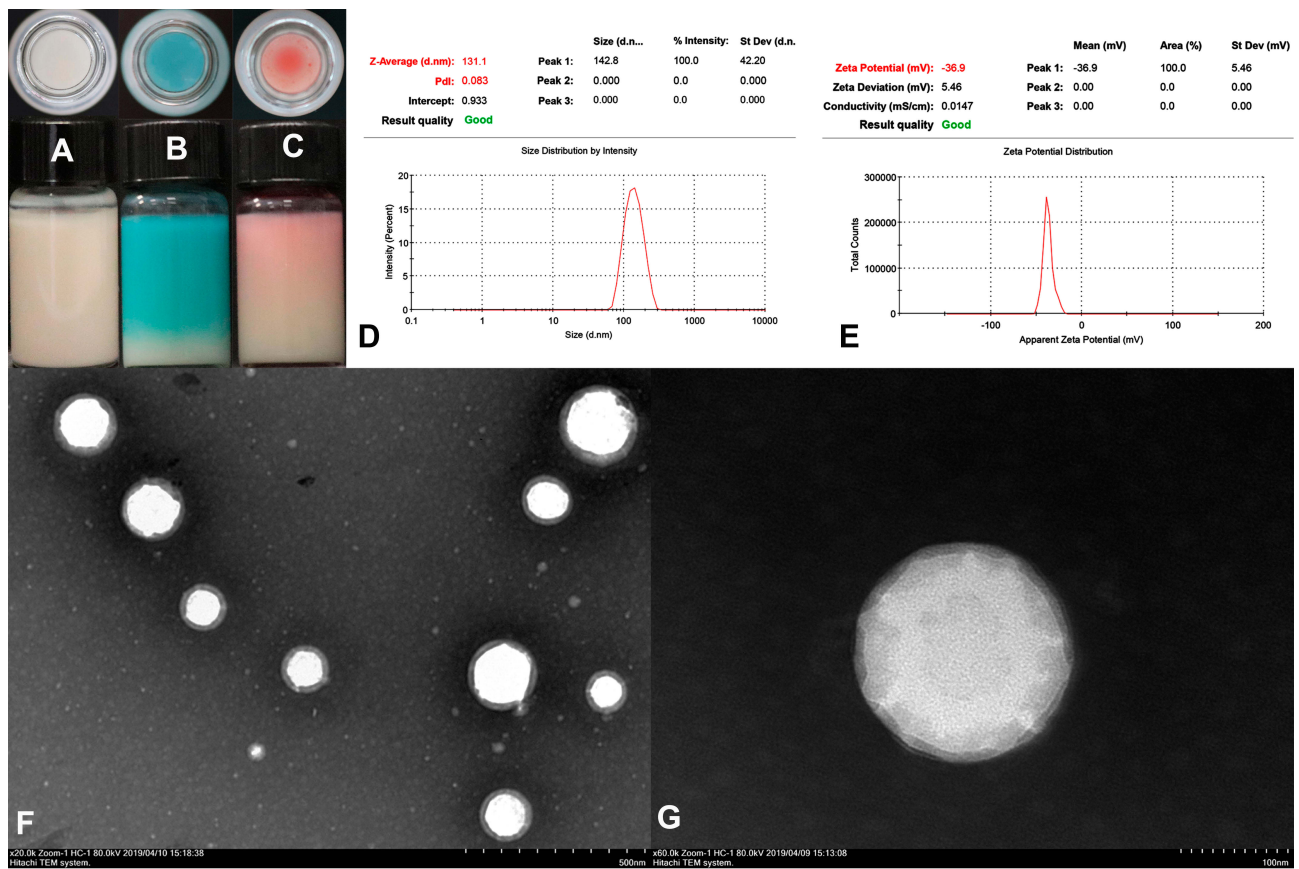 A
B
C
Size (d.n... % Intensity: St Dev (d.n.
Z-Average (d.nm): 131.1 Peak 1: 142.8 100.0 42.20
PdI: 0.083 Peak 2: 0.000 0.0 0.000
Intercept: 0.933 Peak 3: 0.000 0.0 0.000
Result quality Good
Size Distribution by Intensity
Intensity (Percent)
20
15
10
5
0
0.1 1 10 100 1000 10000
Size (d.nm)
D
Mean (mV) Area (%) St Dev (mV)
Zeta Potential (mV): -36.9 Peak 1: -36.9 100.0 5.46
Zeta Deviation (mV): 5.46 Peak 2: 0.00 0.0 0.00
Conductivity (mS/cm): 0.0147 Peak 3: 0.00 0.0 0.00
Result quality Good
Zeta Potential Distribution
Total Counts
300000
200000
100000
0
-100 0 100 200
Apparent Zeta Potential (mV)
E
F
x20.0k Zoom-1 HC-1 80.0kV 2019/04/10 15:18:38
Hitachi TEM system. 500nm
G
x60.0k Zoom-1 HC-1 80.0kV 2019/04/09 15:13:08
Hitachi TEM system. 100nm